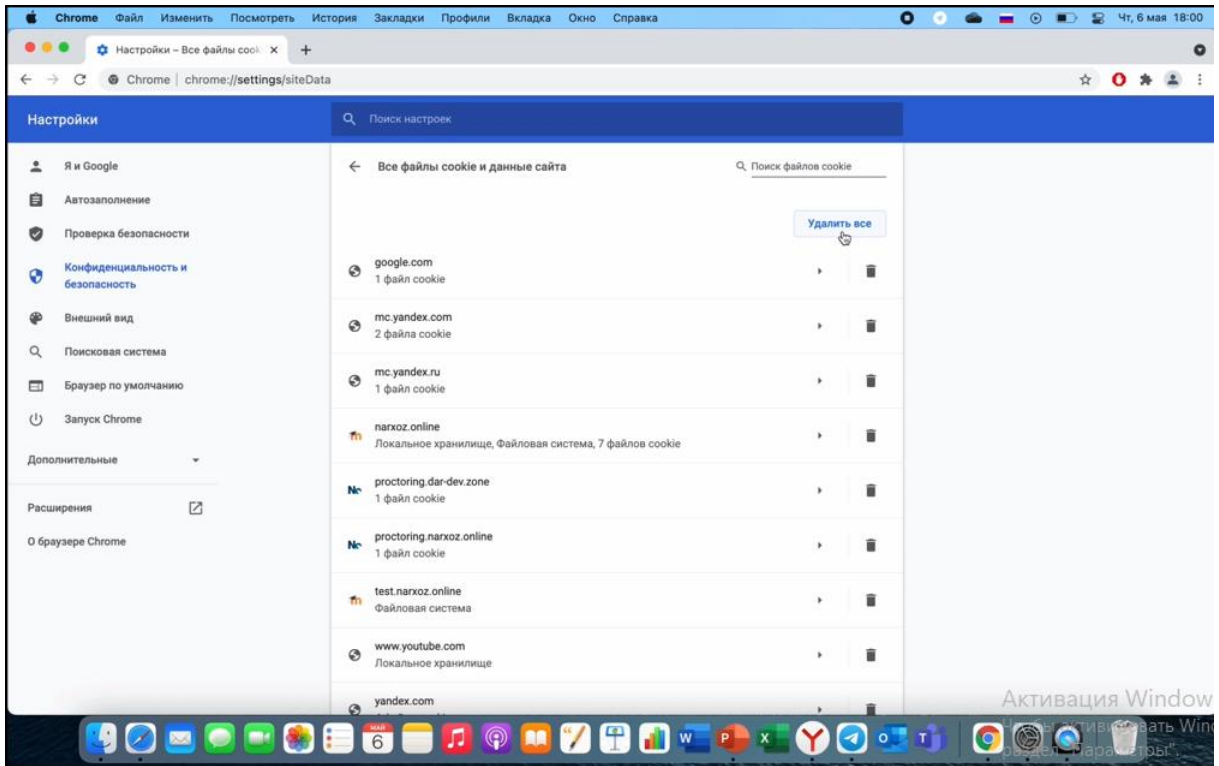 Chrome Файл Изменить Посмотреть История Закладки Профили Вкладка Окно Справка Чт, 6 мая 18:00
Настройки – Все файлы cook
Chrome | chrome://settings/siteData
Настройки
Поиск настроек
Я и Google
Автозаполнение
Проверка безопасности
Конфиденциальность и
безопасность
Внешний вид
Поисковая система
Браузер по умолчанию
Запуск Chrome
Дополнительные
Расширения
О браузере Chrome
Все файлы cookie и данные сайта
Поиск файлов cookie
Удалить все
google.com
1 файл cookie
mc.yandex.com
2 файла cookie
mc.yandex.ru
1 файл cookie
narxoz.online
Локальное хранилище, Файловая система, 7 файлов cookie
proctoring.dar-dev.zone
1 файл cookie
proctoring.narxoz.online
1 файл cookie
test.narxoz.online
Файловая система
www.youtube.com
Локальное хранилище
yandex.com
Активация Window
МАЙ
6